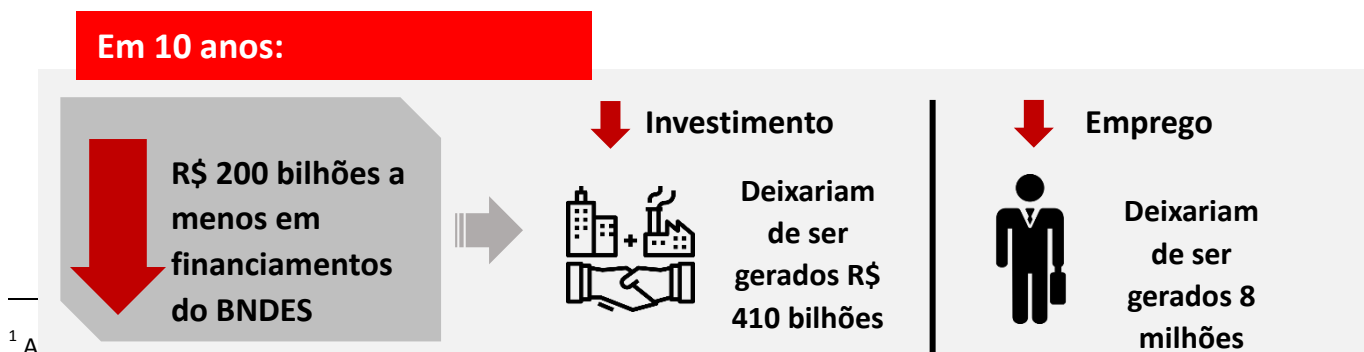 Em 10 anos:
R$ 200 bilhões a
menos em
financiamentos
do BNDES
Investimento
Deixariam
de ser
gerados R$
410 bilhões
Emprego
Deixariam
de ser
gerados 8
milhões
1 A